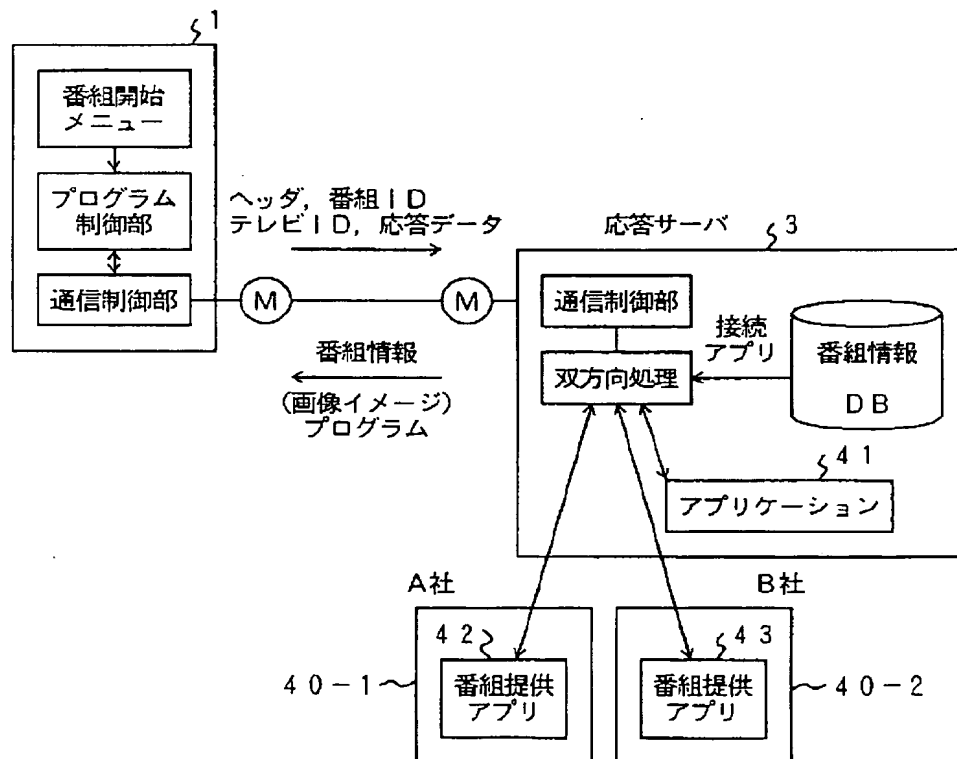 1
番組開始
メニュー
プログラム
制御部
通信制御部
ヘッダ，番組ＩＤ
テレビＩＤ，応答データ
M
M
番組情報
(画像イメージ)
プログラム
応答サーバ
3
通信制御部
双方向処理
接続
アプリ
番組情報
ＤＢ
４１
アプリケーション
A社
４２
番組提供
アプリ
４０－１
B社
４３
番組提供
アプリ
４０－２